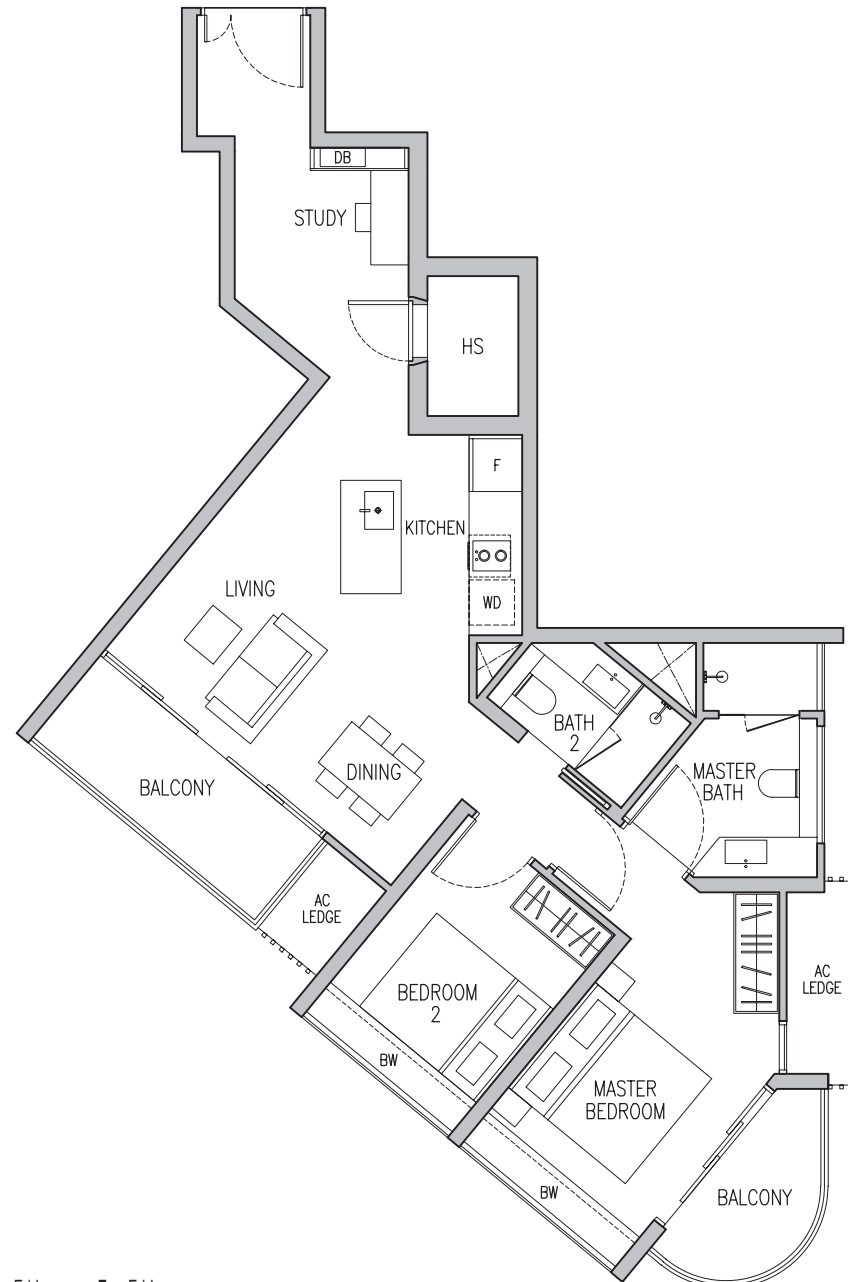 DB
STUDY
HS
F
KITCHEN
WD
LIVING
BATH
2
DINING
MASTER
BATH
BALCONY
AC
LEDGE
AC
LEDGE
BEDROOM
2
BW
MASTER
BEDROOM
BW
BALCONY